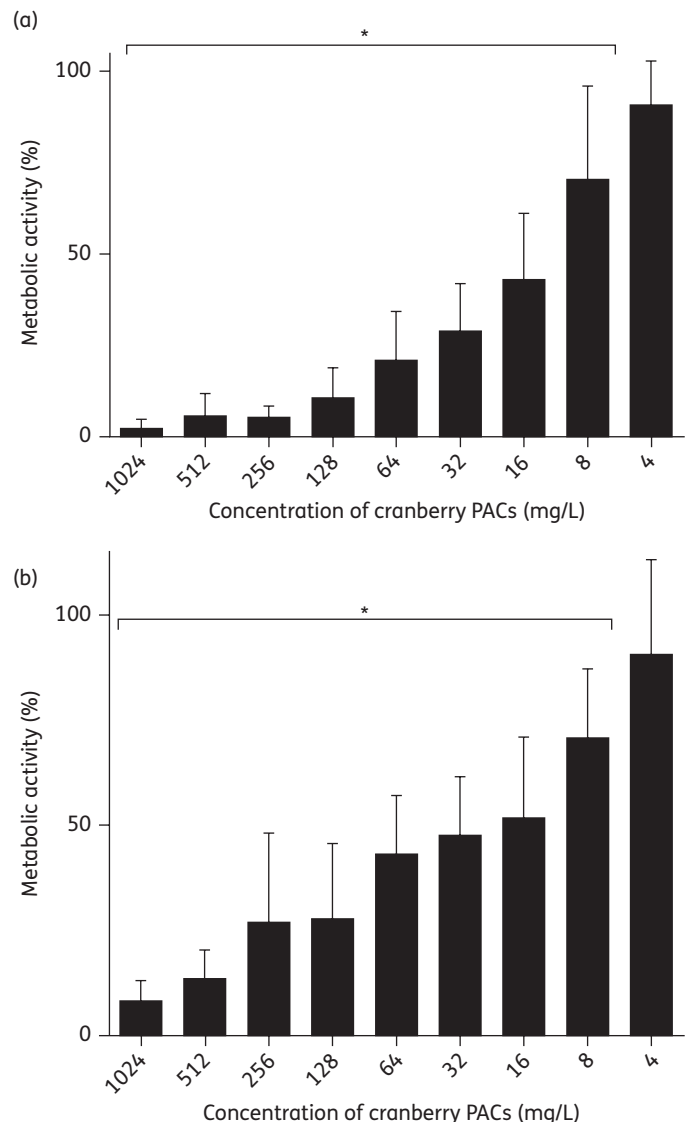 (a)
*
100
50
0
Metabolic activity (%)
1024 512 256 128 64 32 16 8 4
Concentration of cranberry PACs (mg/L)
(b)
*
100
50
0
Metabolic activity (%)
1024 512 256 128 64 32 16 8 4
Concentration of cranberry PACs (mg/L)